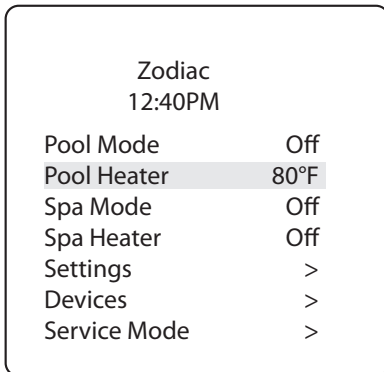 Zodiac
12:40PM
Pool Mode Off
Pool Heater 80°F
Spa Mode Off
Spa Heater Off
Settings >
Devices >
Service Mode >